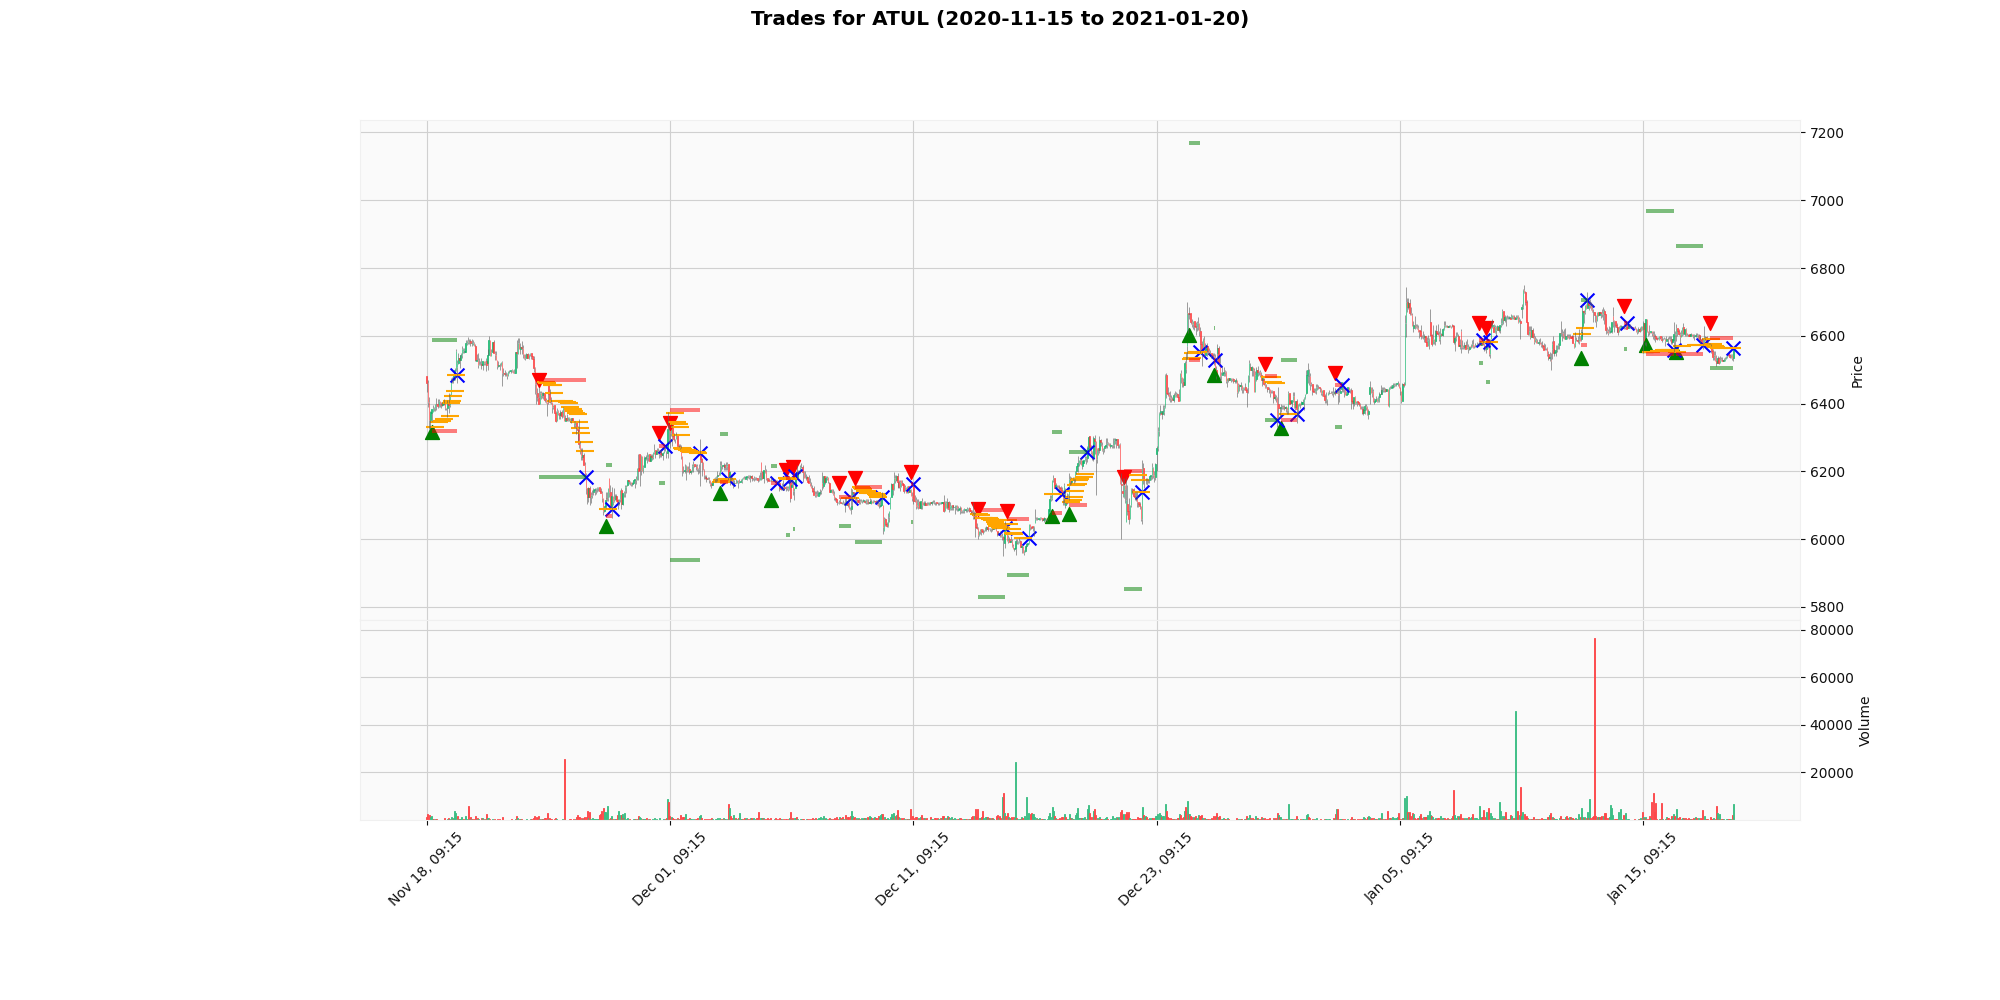 Trades for ATUL (2020-11-15 to 2021-01-20)
7200
7000
6800
6600
6400
6200
6000
5800
Price
80000
60000
40000
20000
Volume
Nov 18, 09:15
Dec 01, 09:15
Dec 11, 09:15
Dec 23, 09:15
Jan 05, 09:15
Jan 15, 09:15